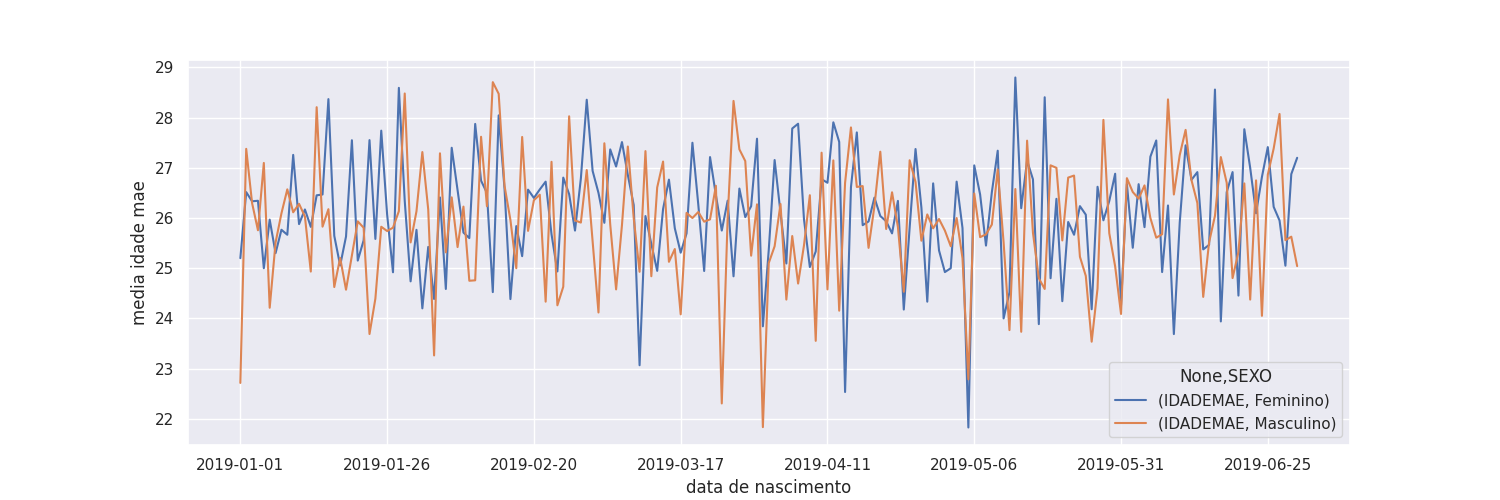 29
28
27
26
25
24
23
22
media idade mae
None,SEXO
(IDADEMAE, Feminino)
(IDADEMAE, Masculino)
2019-01-01 2019-01-26 2019-02-20 2019-03-17 2019-04-11 2019-05-06 2019-05-31 2019-06-25
data de nascimento